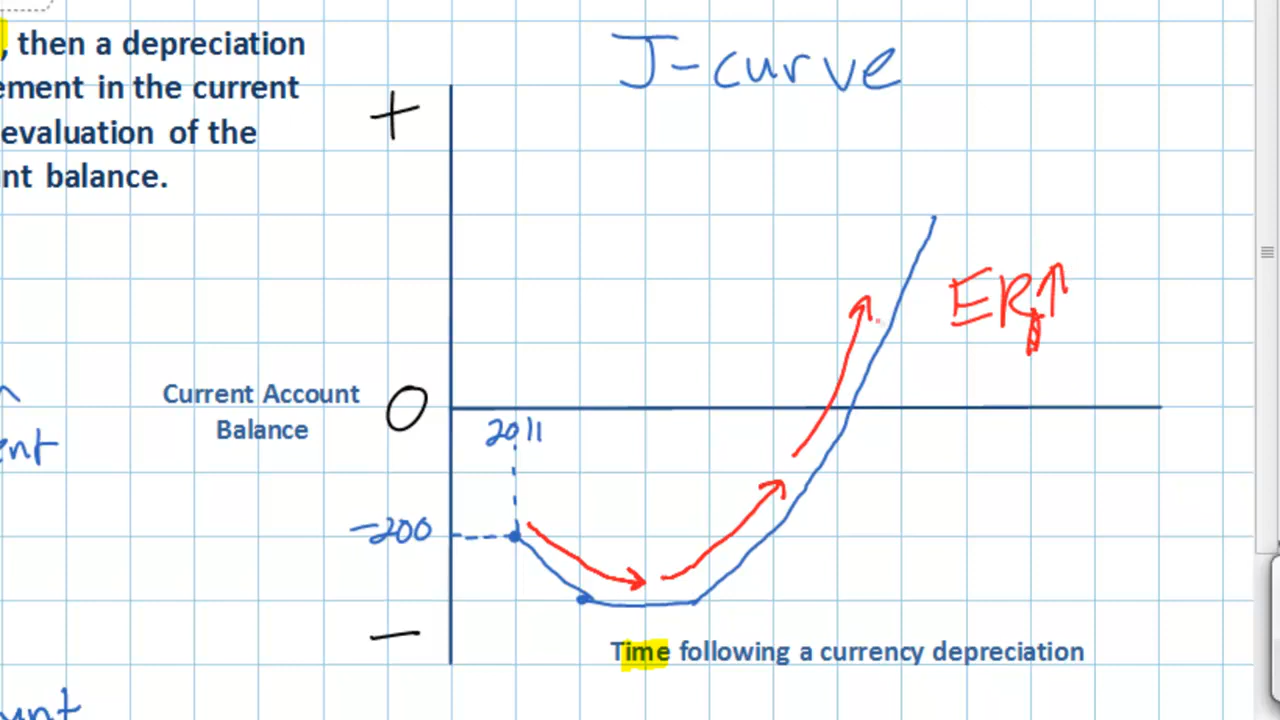 , then a depreciation
ement in the current
evaluation of the
nt balance.
J-curve
+
ER↑
Current Account
Balance
0
2011
ent
-200
−
Time following a currency depreciation
unt